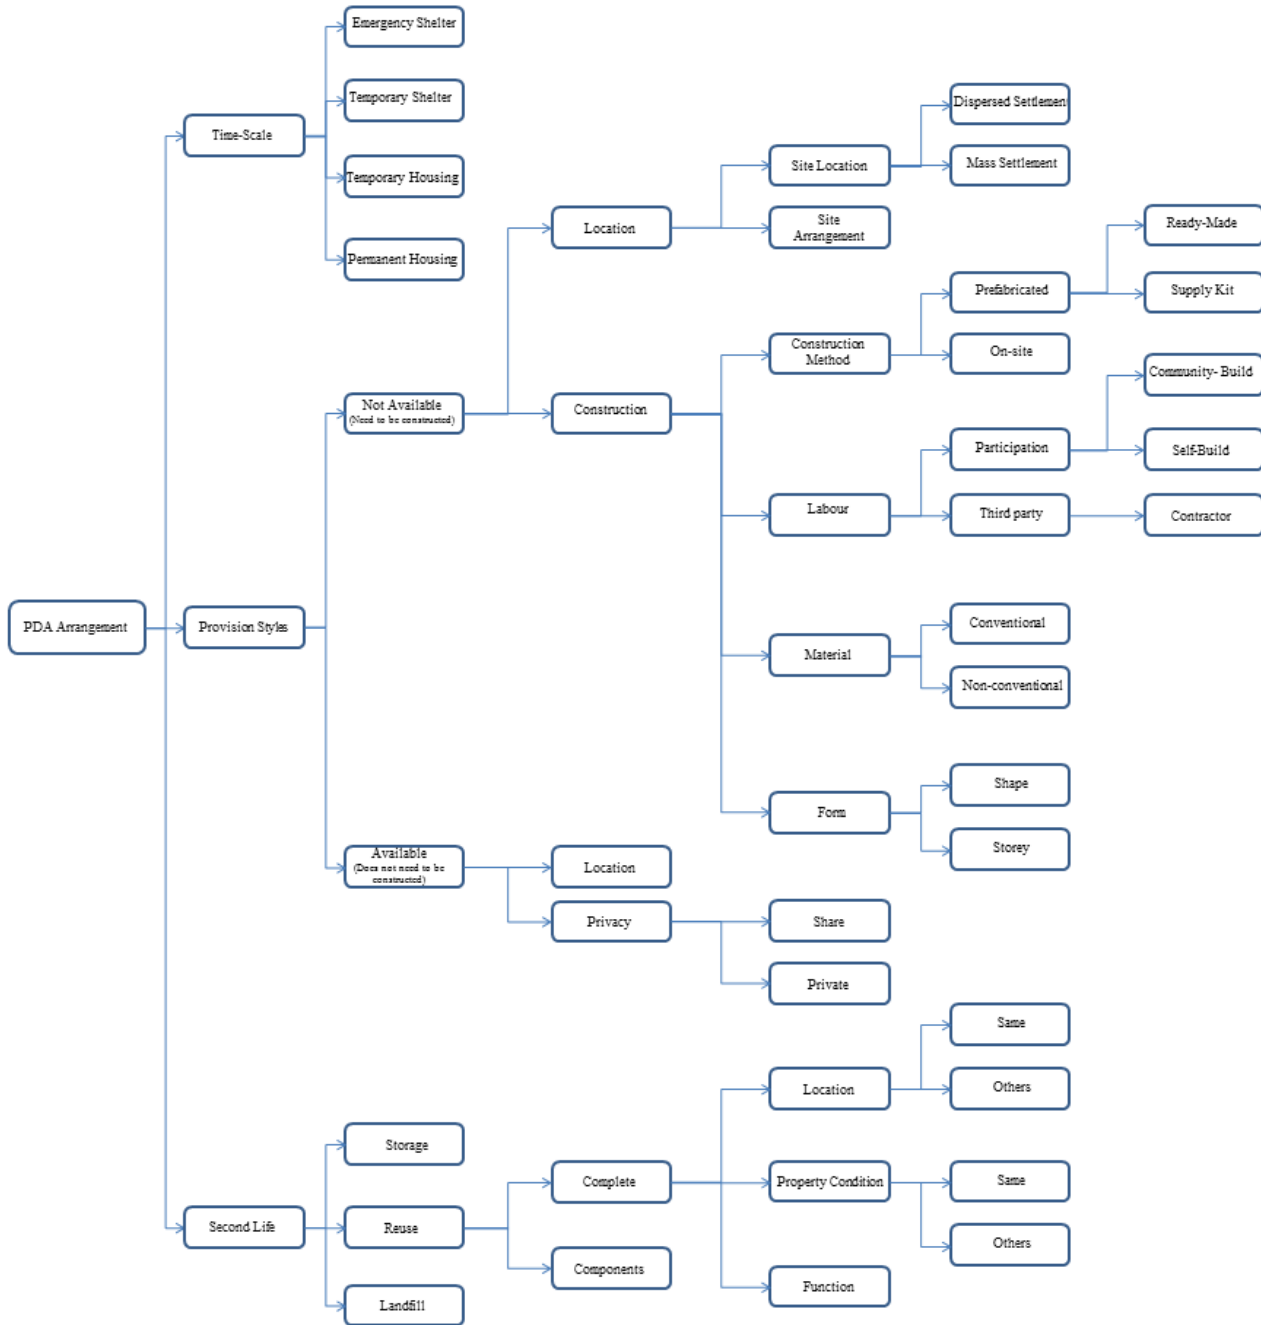 Emergency Shelter
Temporary Shelter
Dispersed Settlement
Time-Scale
Mass Settlement
Site Location
Temporary Housing
Ready-Made
Location
Site
Arrangement
Permanent Housing
Prefabricated
Supply Kit
Construction
Method
On-site
Community- Build
Not Available
(Need to be constructed)
Construction
Participation
Self-Build
Labour
Third party
Contractor
PDA Arrangement
Provision Styles
Conventional
Material
Non-conventional
Shape
Form
Storey
Available
(Does not need to be
constructed)
Location
Privacy
Share
Private
Same
Location
Others
Storage
Complete
Property Condition
Same
Second Life
Reuse
Others
Components
Function
Landfill